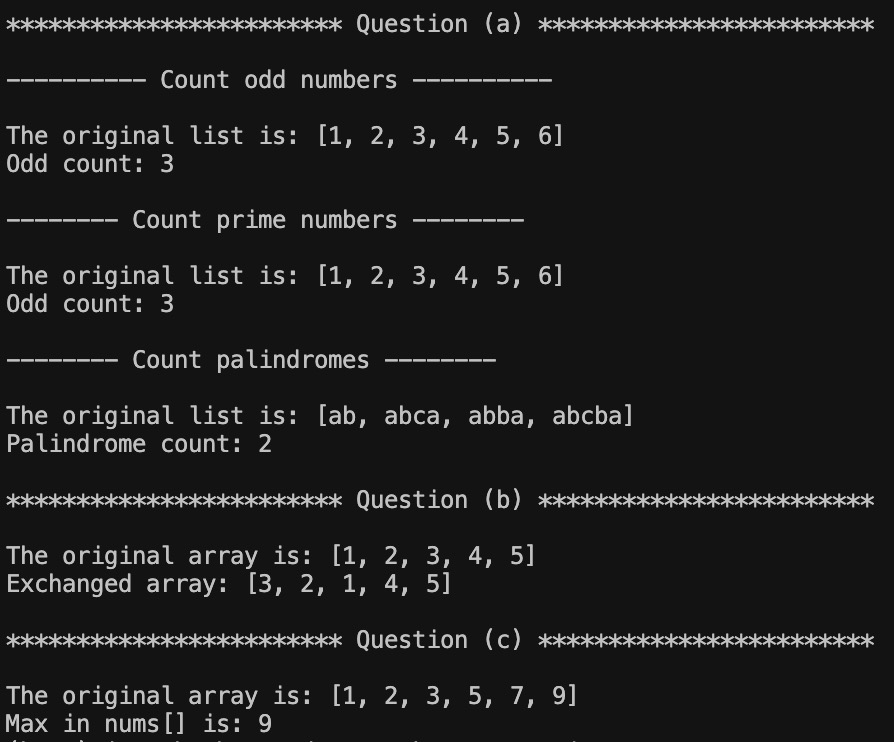 ************************ Question (a) ************************
---------- Count odd numbers ----------
The original list is: [1, 2, 3, 4, 5, 6]
Odd count: 3
-------- Count prime numbers --------
The original list is: [1, 2, 3, 4, 5, 6]
Odd count: 3
-------- Count palindromes --------
The original list is: [ab, abca, abba, abcba]
Palindrome count: 2
************************ Question (b) ************************
The original array is: [1, 2, 3, 4, 5]
Exchanged array: [3, 2, 1, 4, 5]
************************ Question (c) ************************
The original array is: [1, 2, 3, 5, 7, 9]
Max in nums[] is: 9